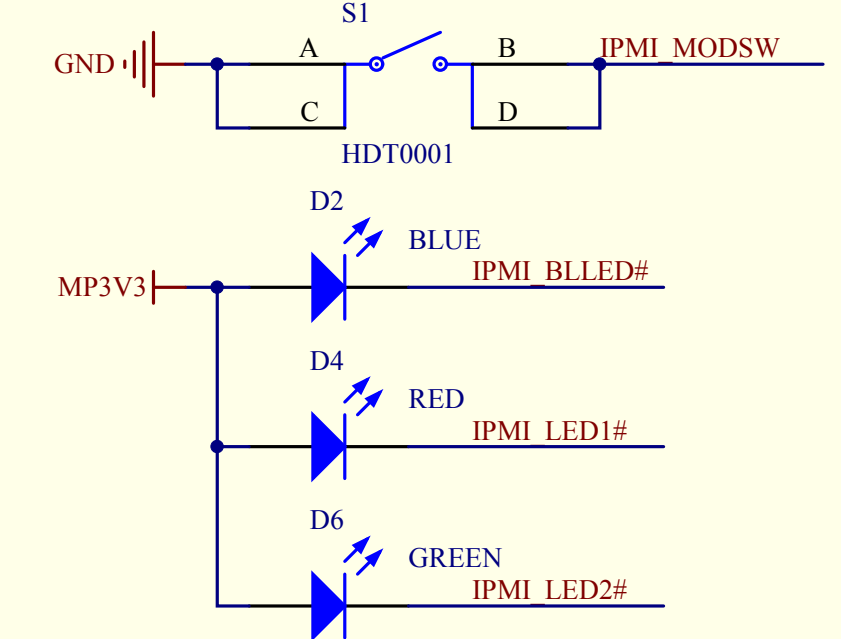 S1
GND A B IPMI_MODSW
C D
HDT0001
D2
BLUE
MP3V3 IPMI_BLLED#
D4
RED
IPMI_LED1#
D6
GREEN
IPMI_LED2#